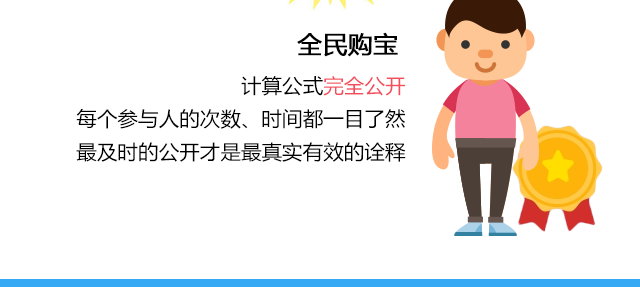 全民购宝
计算公式完全公开
每个参与人的次数、时间都一目了然
最及时的公开才是最真实有效的诠释